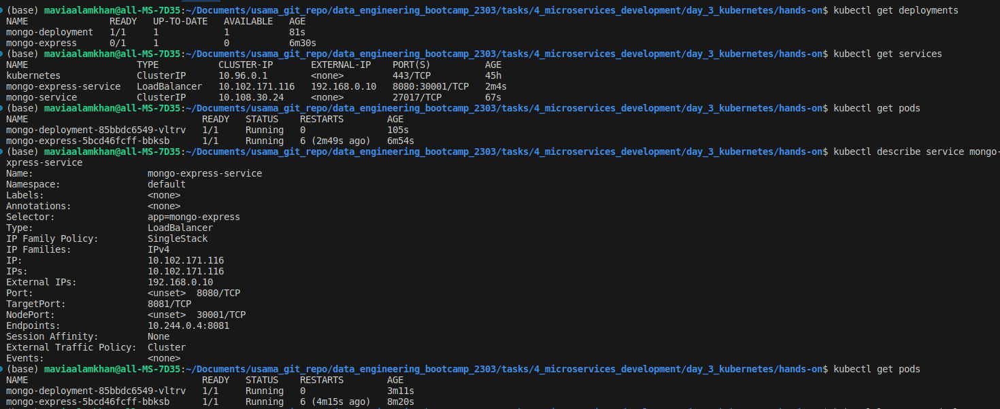 (base) maviaalamkhan@all-MS-7D35:~/Documents/usama_git_repo/data_engineering_bootcamp_2303/tasks/4_microservices_development/day_3_kubernetes/hands-on$ kubectl get deployments
NAME READY UP-TO-DATE AVAILABLE AGE
mongo-deployment 1/1 1 1 81s
mongo-express 0/1 1 0 6m30s
(base) maviaalamkhan@all-MS-7D35:~/Documents/usama_git_repo/data_engineering_bootcamp_2303/tasks/4_microservices_development/day_3_kubernetes/hands-on$ kubectl get services
NAME TYPE CLUSTER-IP EXTERNAL-IP PORT(S) AGE
kubernetes ClusterIP 10.96.0.1 <none> 443/TCP 45h
mongo-express-service LoadBalancer 10.102.171.116 192.168.0.10 8080:30001/TCP 2m4s
mongo-service ClusterIP 10.108.30.24 <none> 27017/TCP 67s
(base) maviaalamkhan@all-MS-7D35:~/Documents/usama_git_repo/data_engineering_bootcamp_2303/tasks/4_microservices_development/day_3_kubernetes/hands-on$ kubectl get pods
NAME READY STATUS RESTARTS AGE
mongo-deployment-85bbdc6549-vltrv 1/1 Running 0 105s
mongo-express-5bcd46fcff-bbksb 1/1 Running 6 (2m49s ago) 6m54s
(base) maviaalamkhan@all-MS-7D35:~/Documents/usama_git_repo/data_engineering_bootcamp_2303/tasks/4_microservices_development/day_3_kubernetes/hands-on$ kubectl describe service mongo-
xpress-service
Name: mongo-express-service
Namespace: default
Labels: <none>
Annotations: <none>
Selector: app=mongo-express
Type: LoadBalancer
IP Family Policy: SingleStack
IP Families: IPv4
IP: 10.102.171.116
IPs: 10.102.171.116
External IPs: 192.168.0.10
Port: <unset> 8080/TCP
TargetPort: 8081/TCP
NodePort: <unset> 30001/TCP
Endpoints: 10.244.0.4:8081
Session Affinity: None
External Traffic Policy: Cluster
Events: <none>
(base) maviaalamkhan@all-MS-7D35:~/Documents/usama_git_repo/data_engineering_bootcamp_2303/tasks/4_microservices_development/day_3_kubernetes/hands-on$ kubectl get pods
NAME READY STATUS RESTARTS AGE
mongo-deployment-85bbdc6549-vltrv 1/1 Running 0 3m11s
mongo-express-5bcd46fcff-bbksb 1/1 Running 6 (4m15s ago) 8m20s